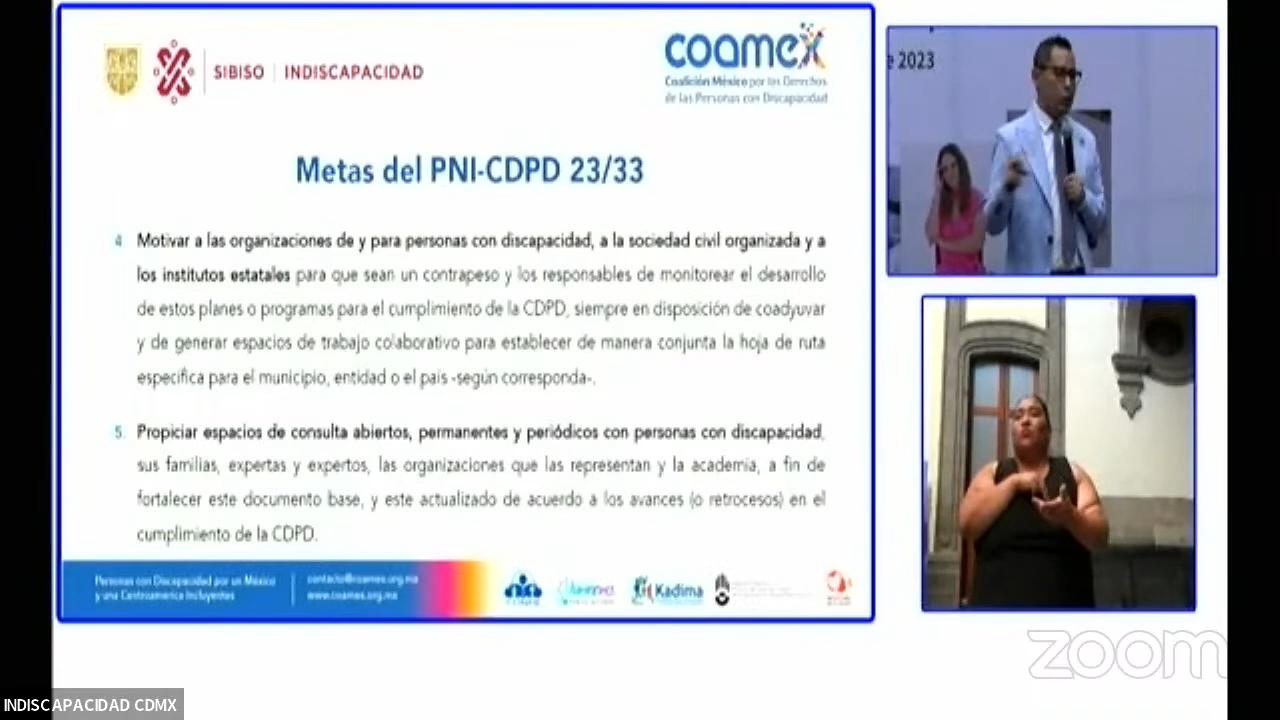 SIBISO | INDISCAPACIDAD
coamex
Coalición México por los Derechos
de las Personas con Discapacidad
e 2023
Metas del PNI-CDPD 23/33
4. Motivar a las organizaciones de y para personas con discapacidad, a la sociedad civil organizada y a
los institutos estatales para que sean un contrapeso y los responsables de monitorear el desarrollo
de estos planes o programas para el cumplimiento de la CDPD, siempre en disposición de coadyuvar
y de generar espacios de trabajo colaborativo para establecer de manera conjunta la hoja de ruta
especifica para el municipio, entidad o el país -según corresponda-.
5. Propiciar espacios de consulta abiertos, permanentes y periódicos con personas con discapacidad,
sus familias, expertas y expertos, las organizaciones que las representan y la academia, a fin de
fortalecer este documento base, y este actualizado de acuerdo a los avances (o retrocesos) en el
cumplimiento de la CDPD.
Personas con Discapacidad por un México
y una Centroamerica Incluyentes
contacto@coamex.org.mx
www.coamex.org.mx
Kadima
zoom
INDISCAPACIDAD CDMX